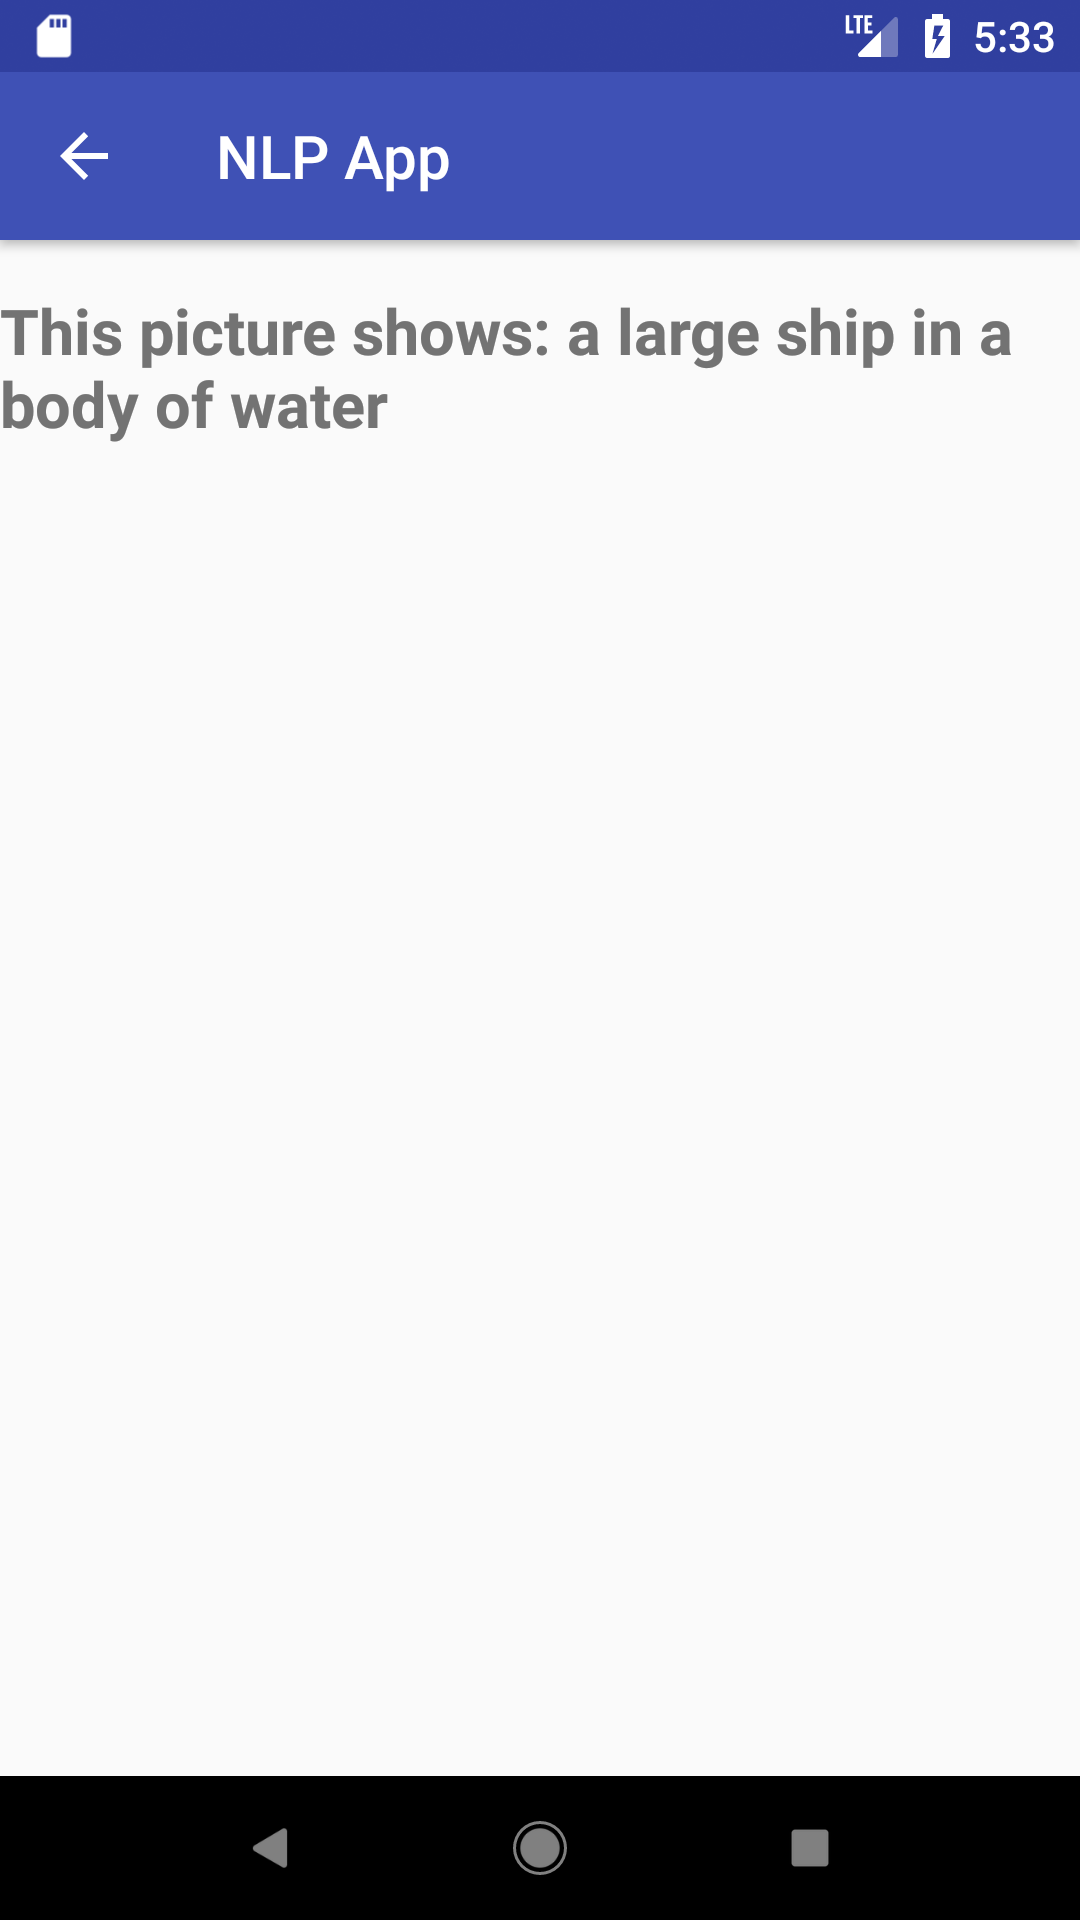 LTE 5:33
NLP App
This picture shows: a large ship in a
body of water